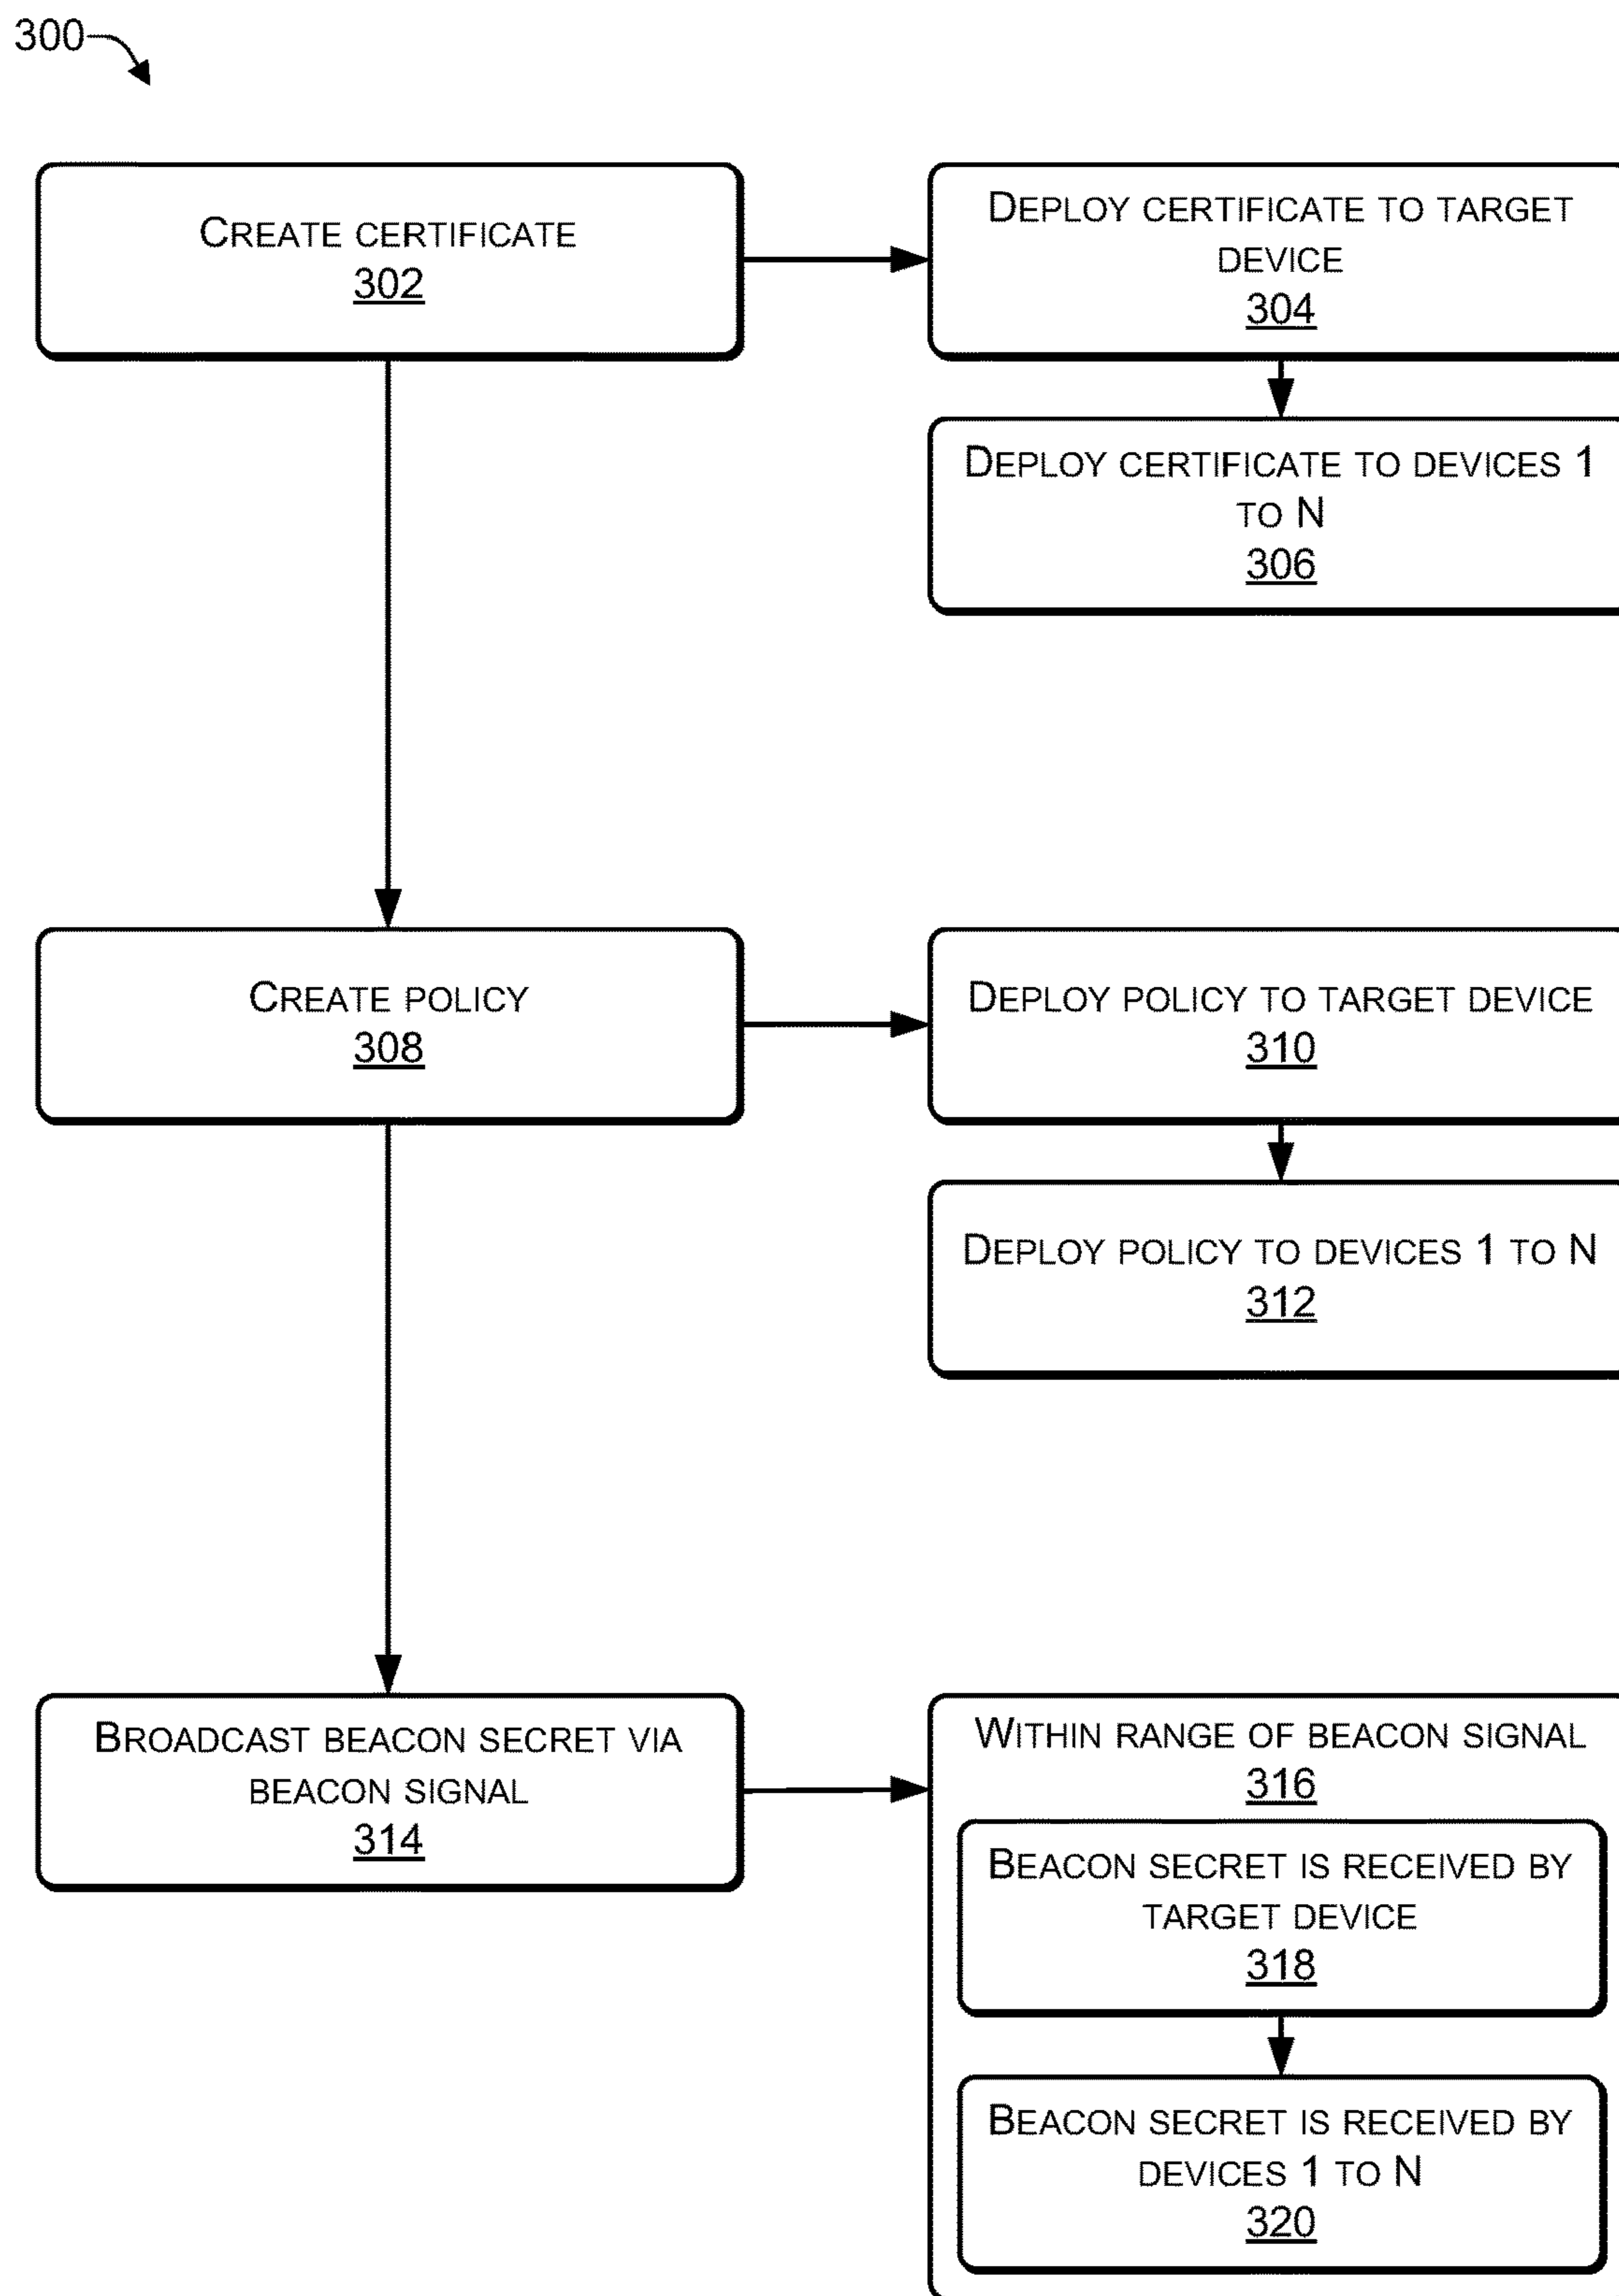 300
CREATE CERTIFICATE
302
DEPLOY CERTIFICATE TO TARGET
DEVICE
304
DEPLOY CERTIFICATE TO DEVICES 1
TO N
306
CREATE POLICY
308
DEPLOY POLICY TO TARGET DEVICE
310
DEPLOY POLICY TO DEVICES 1 TO N
312
BROADCAST BEACON SECRET VIA
BEACON SIGNAL
314
WITHIN RANGE OF BEACON SIGNAL
316
BEACON SECRET IS RECEIVED BY
TARGET DEVICE
318
BEACON SECRET IS RECEIVED BY
DEVICES 1 TO N
320